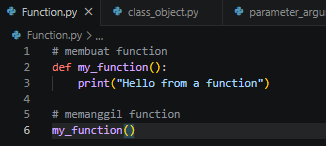 Function.py X class_object.py parameter_argu
Function.py > ...
1 # membuat function
2 def my_function():
3     print("Hello from a function")
4
5 # memanggil function
6 my_function()